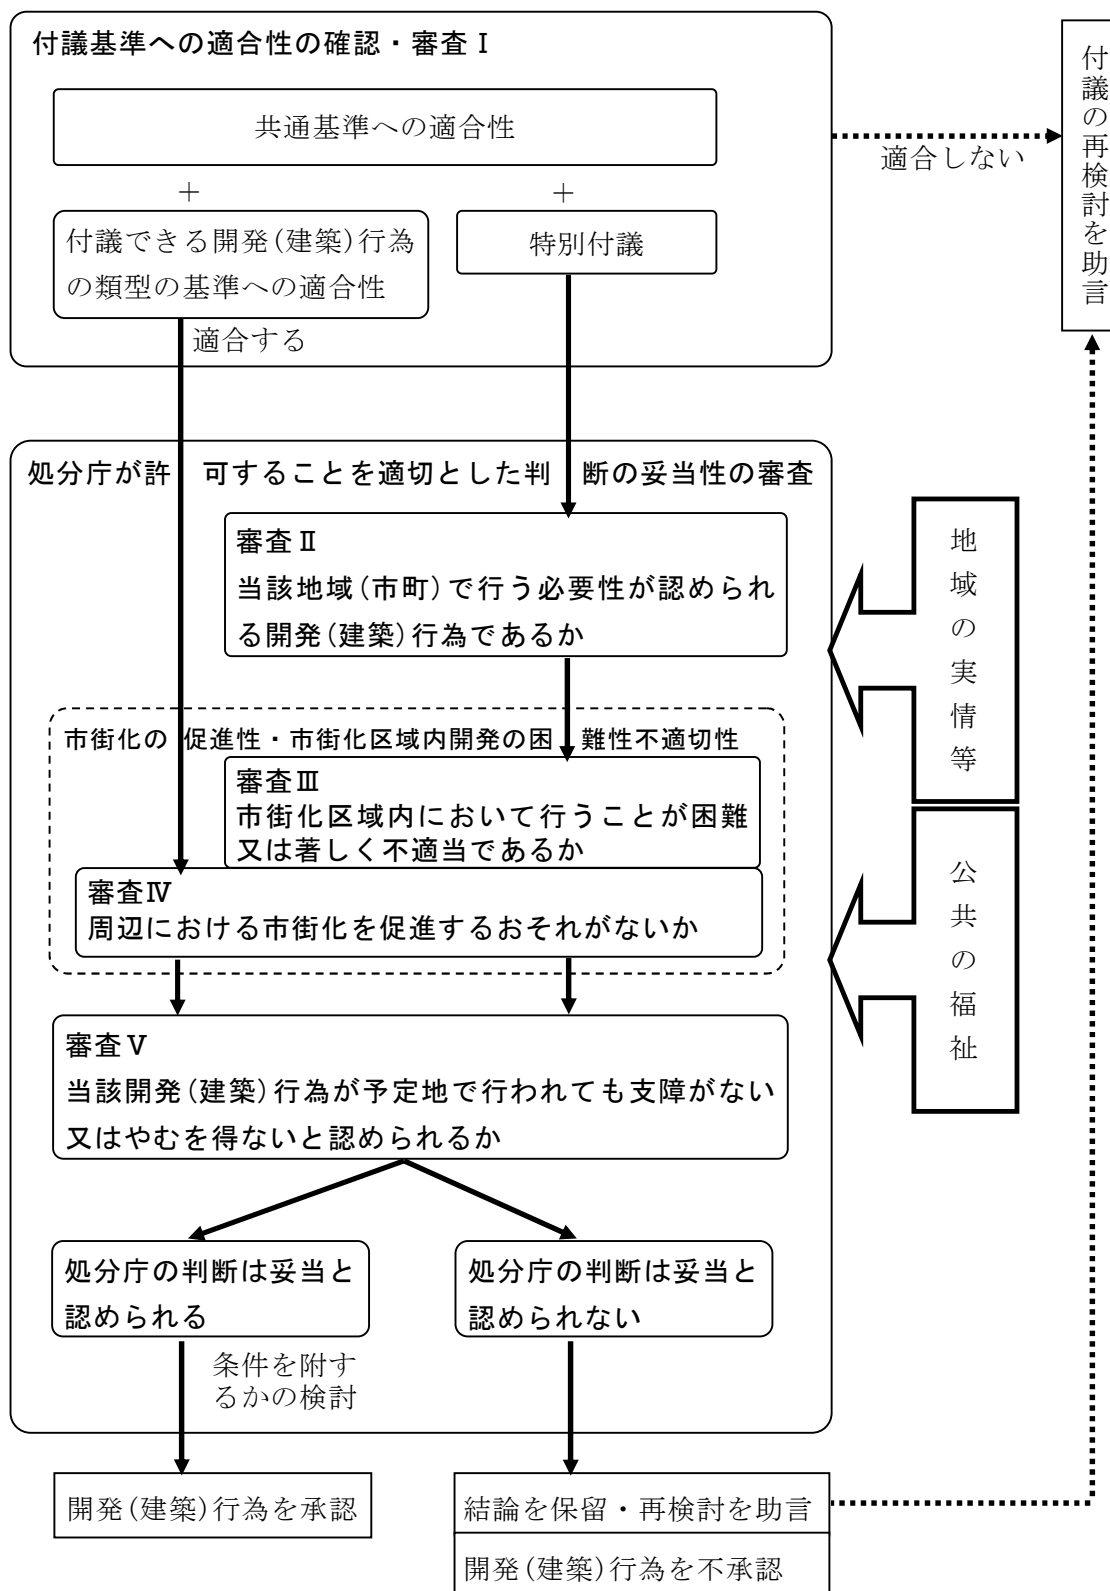 付議基準への適合性の確認・審査Ⅰ
共通基準への適合性
適合しない
付議の再検討を助言
＋
＋
付議できる開発(建築)行為
の類型の基準への適合性
特別付議
適合する
処分庁が許可することを適切とした判断の妥当性の審査
審査Ⅱ
当該地域(市町)で行う必要性が認められ
る開発(建築)行為であるか
地域の実情等
市街化の促進性・市街化区域内開発の困難性不適切性
審査Ⅲ
市街化区域内において行うことが困難
又は著しく不適当であるか
審査Ⅳ
周辺における市街化を促進するおそれがないか
公共の福祉
審査Ⅴ
当該開発(建築)行為が予定地で行われても支障がない
又はやむを得ないと認められるか
処分庁の判断は妥当と
認められる
処分庁の判断は妥当と
認められない
条件を附す
るかの検討
開発(建築)行為を承認
結論を保留・再検討を助言
開発(建築)行為を不承認